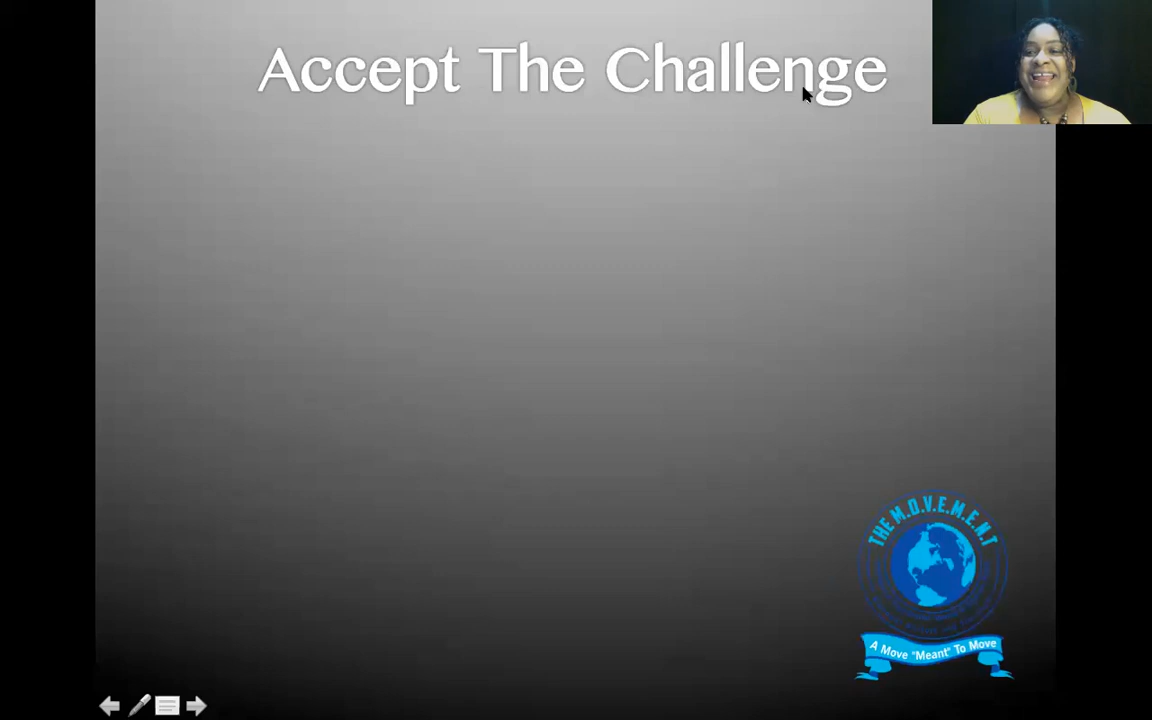 Accept The Challenge
THE M.O.V.E.M.E.N.T
A Move "Meant" To Move